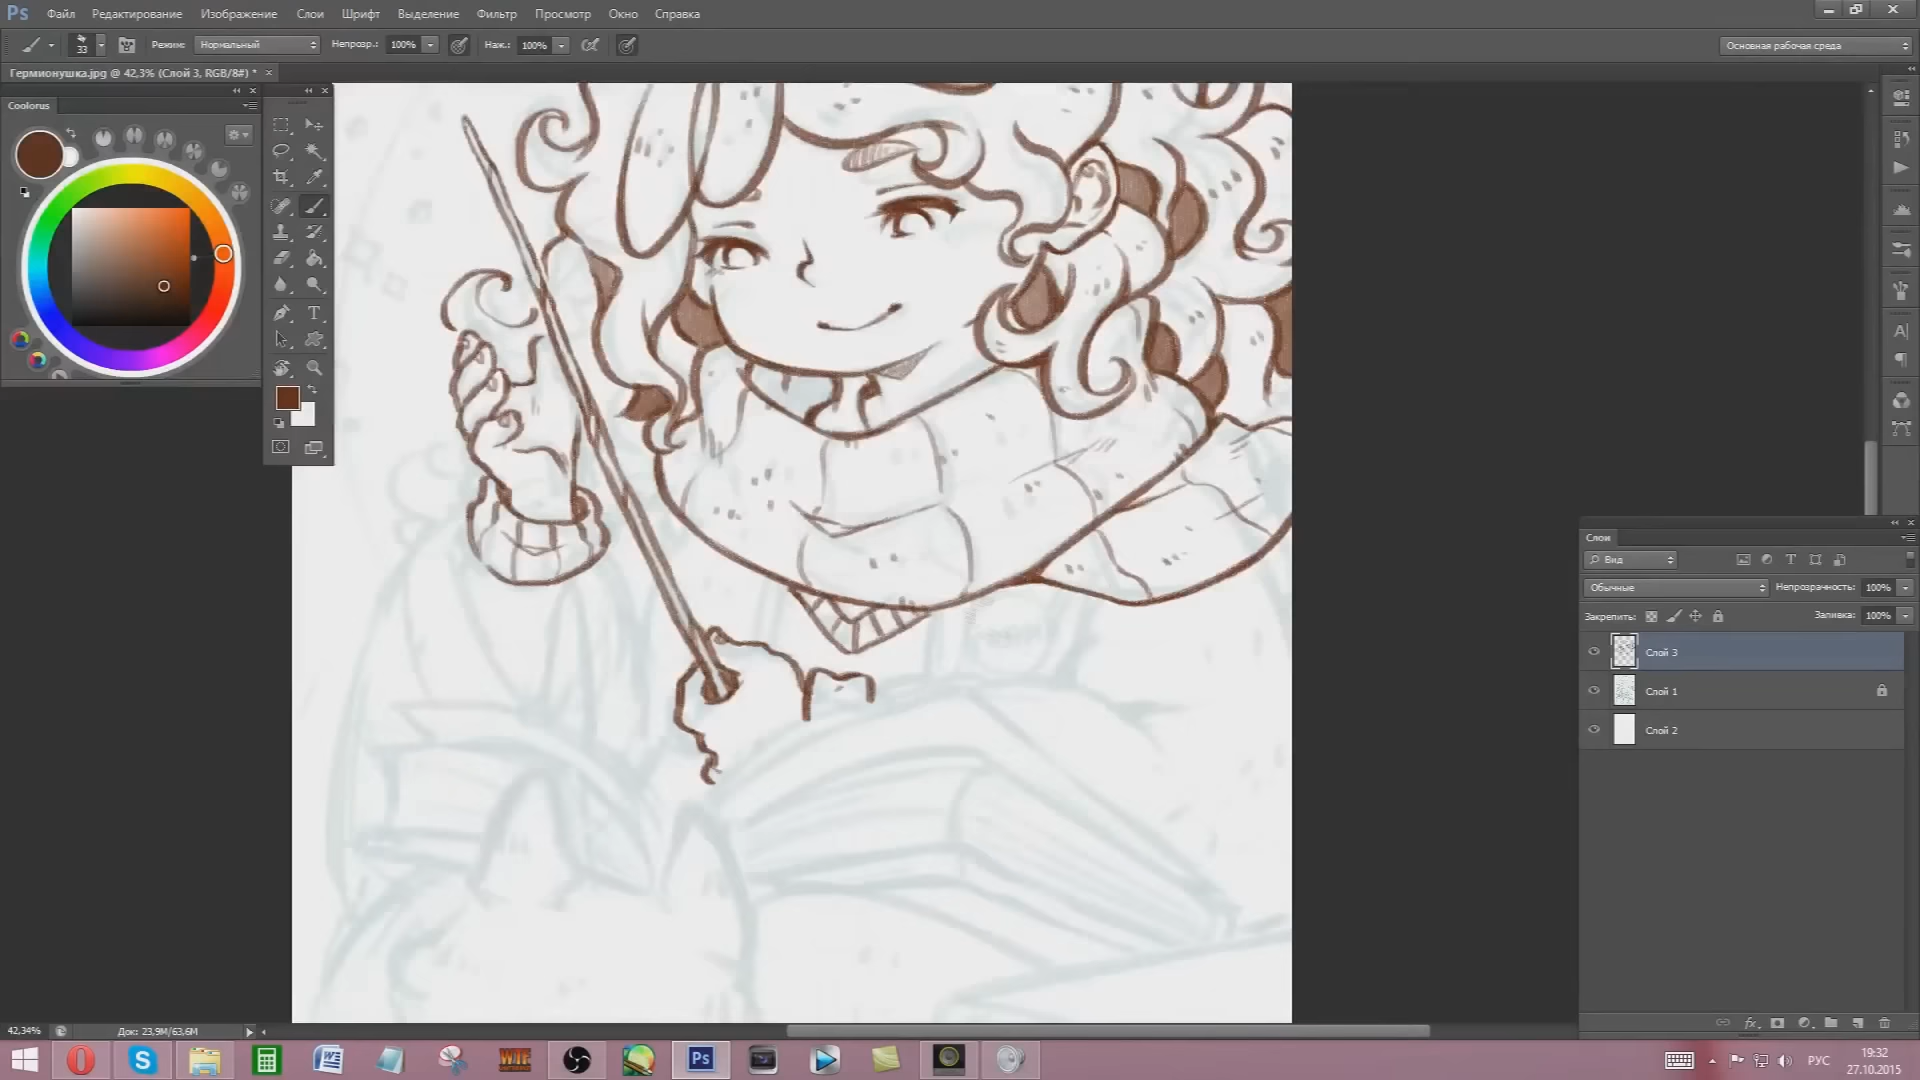 Ps Файл Редактирование Изображение Слои Шрифт Выделение Фильтр Просмотр Окно Справка
33 Режим: Нормальный Непрозр.: 100% Наж.: 100% Основная рабочая среда
Гермионушка.jpg @ 42,3% (Слой 3, RGB/8#) * ×
Coolorus
Слои
Вид
Обычные Непрозрачность: 100%
Закрепить: Заливка: 100%
Слой 3
Слой 1
Слой 2
42,34% Док: 23,9M/63,6M
РУС 19:32
27.10.2015